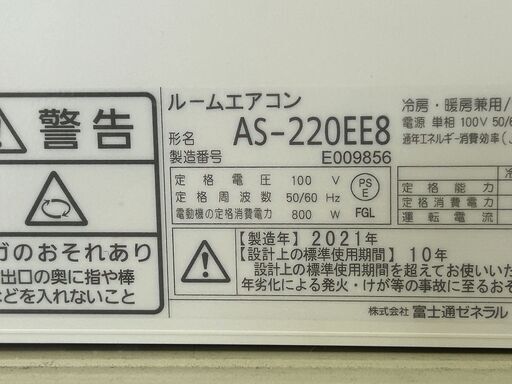 警告
ガのおそれあり
出口の奥に指や棒
などを入れないこと
ルームエアコン
形名 AS-220EE8
製造番号 E009856
冷房・暖房兼用/
電源 単相 100V 50/6
通年エネルギー消費効率(J
定格電圧 100 V
定格周波数 50/60 Hz
電動機の定格消費電力 800 W
PS
E
FGL
冷
定格能力
定格消費電力
運転電流
【製造年】2021年
【設計上の標準使用期間】10年
設計上の標準使用期間を超えてお使いいた
年劣化による発火・けが等の事故に至るおそ
株式会社 富士通ゼネラル